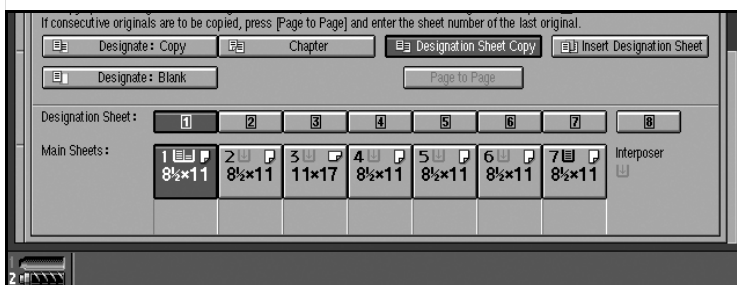 If consecutive originals are to be copied, press [Page to Page] and enter the sheet number of the last original.
Designate: Copy
Chapter
Designation Sheet Copy
Insert Designation Sheet
Designate: Blank
Page to Page
Designation Sheet:
1
2
3
4
5
6
7
8
Main Sheets:
1
2
3
4
5
6
7
Interposer
8½×11
8½×11
11×17
8½×11
8½×11
8½×11
8½×11
1
2